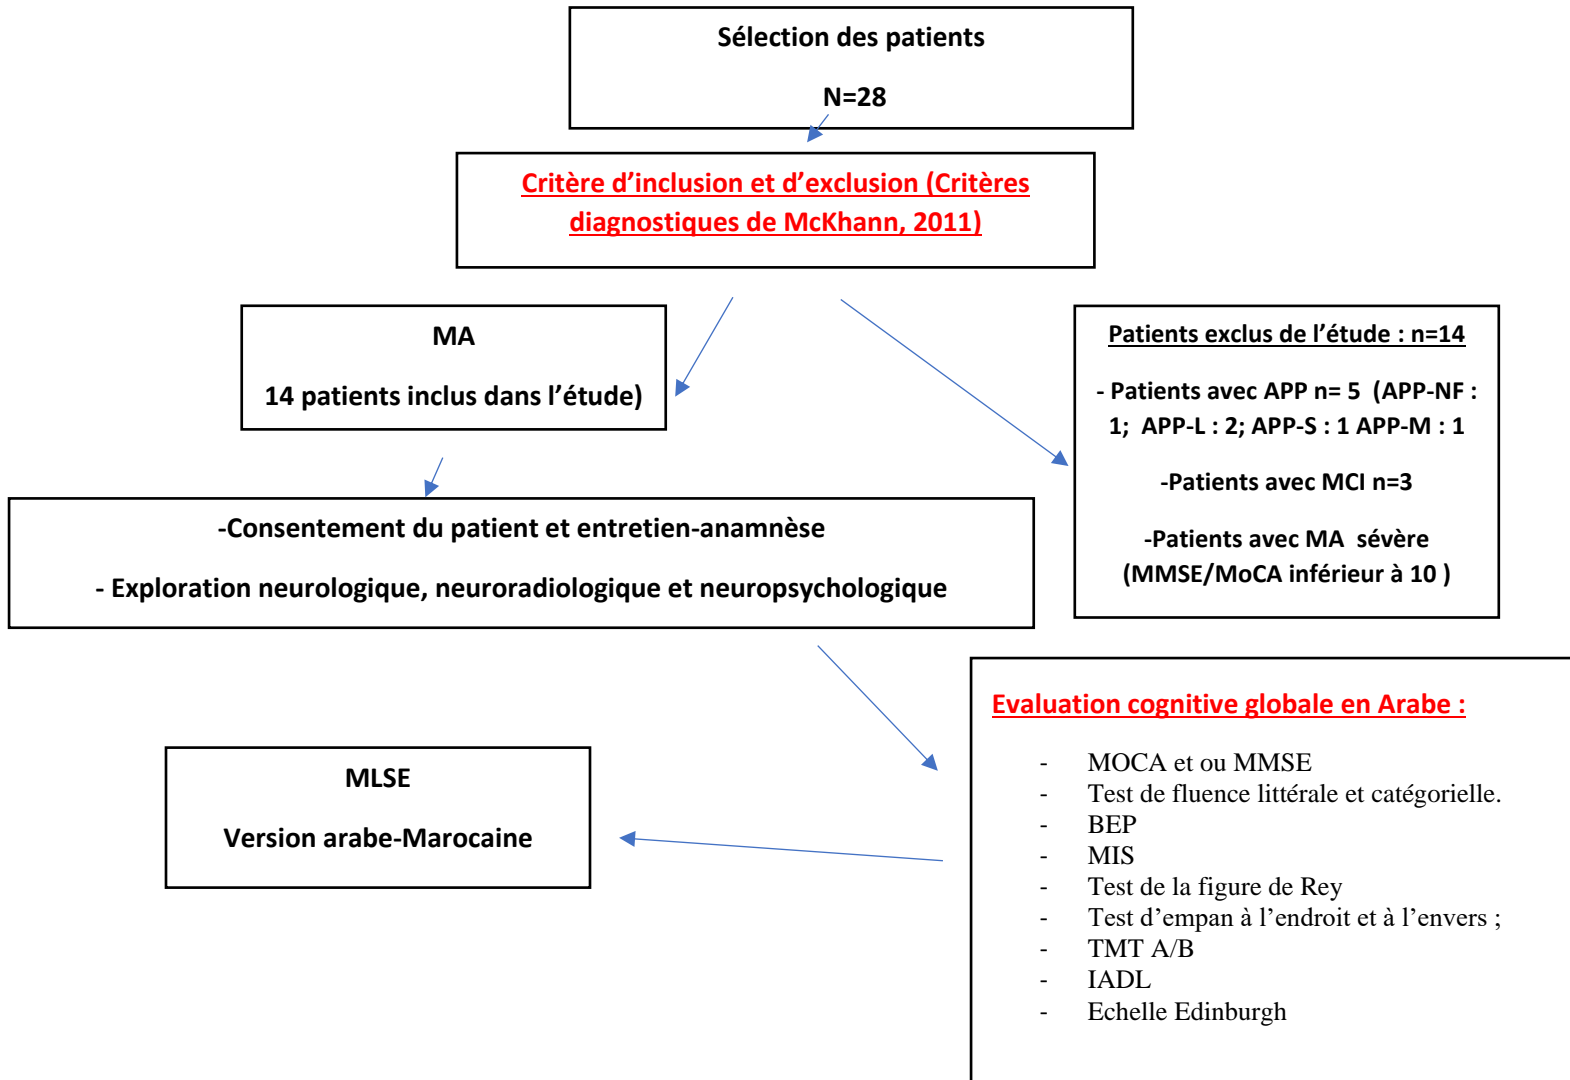 Sélection des patients
N=28
Critère d’inclusion et d’exclusion (Critères
diagnostiques de McKhann, 2011)
MA
14 patients inclus dans l’étude)
Patients exclus de l’étude : n=14
- Patients avec APP n= 5 (APP-NF :
1; APP-L : 2; APP-S : 1 APP-M : 1
-Patients avec MCI n=3
-Patients avec MA sévère
(MMSE/MoCA inférieur à 10 )
-Consentement du patient et entretien-anamnèse
- Exploration neurologique, neuroradiologique et neuropsychologique
Evaluation cognitive globale en Arabe :
- MOCA et ou MMSE
- Test de fluence littérale et catégorielle.
- BEP
- MIS
- Test de la figure de Rey
- Test d’empan à l’endroit et à l’envers ;
- TMT A/B
- IADL
- Echelle Edinburgh
MLSE
Version arabe-Marocaine